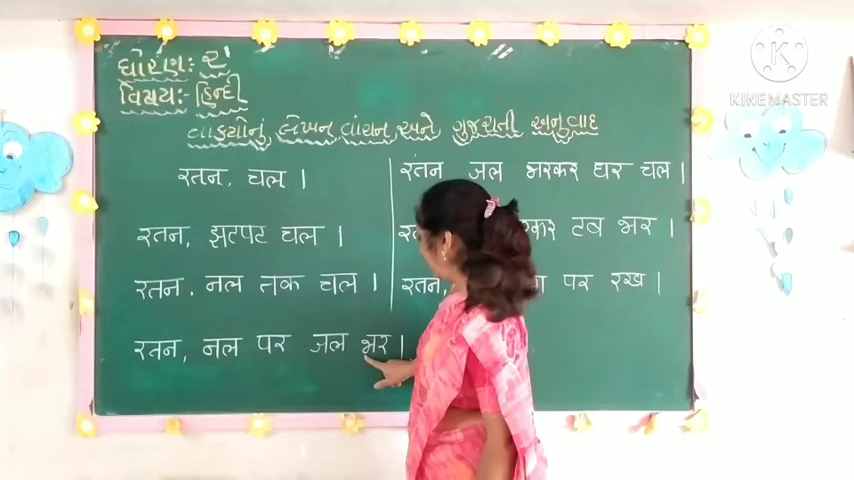 ધોરણ: ૨
વિષય:- હિન્દી
વાક્યોનું લેખન, વાંચન અને ગુજરાતી અનુવાદ
रतन, चल ।
रतन, झटपट चल ।
रतन, नल तक चल ।
रतन, नल पर जल भर ।
रतन जल भरकर घर चल ।
टब भर ।
रतन, पर रख ।
KINEMASTER